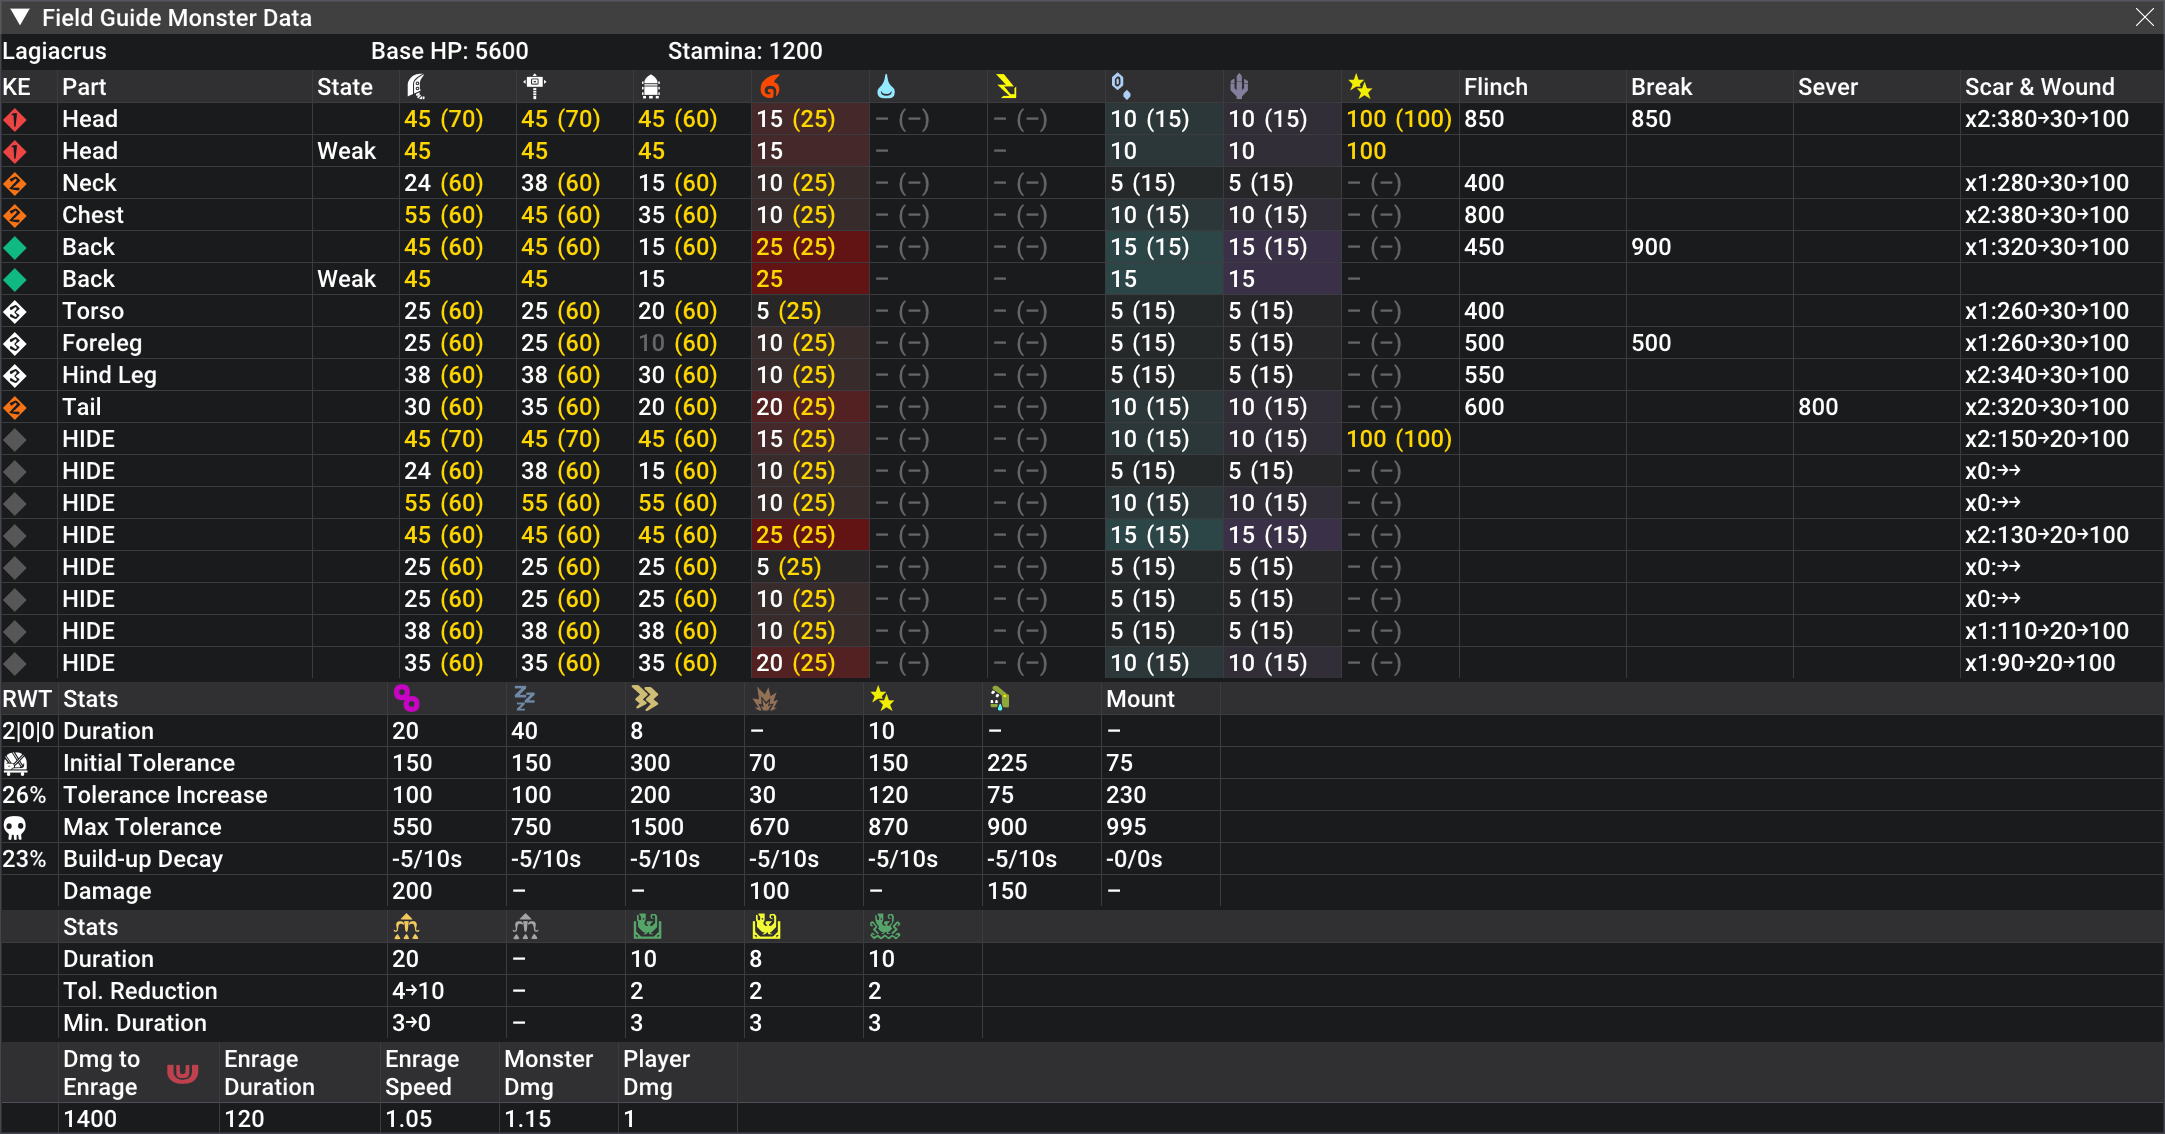 ▼ Field Guide Monster Data
Lagiacrus Base HP: 5600 Stamina: 1200
KE Part State Flinch Break Sever Scar & Wound
1 Head 45 (70) 45 (70) 45 (60) 15 (25) – (–) – (–) 10 (15) 10 (15) 100 (100) 850 850 x2:380→30→100
1 Head Weak 45 45 45 15 – – 10 10 100
2 Neck 24 (60) 38 (60) 15 (60) 10 (25) – (–) – (–) 5 (15) 5 (15) – (–) 400 x1:280→30→100
2 Chest 55 (60) 45 (60) 35 (60) 10 (25) – (–) – (–) 10 (15) 10 (15) – (–) 800 x2:380→30→100
Back 45 (60) 45 (60) 15 (60) 25 (25) – (–) – (–) 15 (15) 15 (15) – (–) 450 900 x1:320→30→100
Back Weak 45 45 15 25 – – 15 15 –
3 Torso 25 (60) 25 (60) 20 (60) 5 (25) – (–) – (–) 5 (15) 5 (15) – (–) 400 x1:260→30→100
3 Foreleg 25 (60) 25 (60) 10 (60) 10 (25) – (–) – (–) 5 (15) 5 (15) – (–) 500 500 x1:260→30→100
3 Hind Leg 38 (60) 38 (60) 30 (60) 10 (25) – (–) – (–) 5 (15) 5 (15) – (–) 550 x2:340→30→100
2 Tail 30 (60) 35 (60) 20 (60) 20 (25) – (–) – (–) 10 (15) 10 (15) – (–) 600 800 x2:320→30→100
HIDE 45 (70) 45 (70) 45 (60) 15 (25) – (–) – (–) 10 (15) 10 (15) 100 (100) x2:150→20→100
HIDE 24 (60) 38 (60) 15 (60) 10 (25) – (–) – (–) 5 (15) 5 (15) – (–) x0:→→
HIDE 55 (60) 55 (60) 55 (60) 10 (25) – (–) – (–) 10 (15) 10 (15) – (–) x0:→→
HIDE 45 (60) 45 (60) 45 (60) 25 (25) – (–) – (–) 15 (15) 15 (15) – (–) x2:130→20→100
HIDE 25 (60) 25 (60) 25 (60) 5 (25) – (–) – (–) 5 (15) 5 (15) – (–) x0:→→
HIDE 25 (60) 25 (60) 25 (60) 10 (25) – (–) – (–) 5 (15) 5 (15) – (–) x0:→→
HIDE 38 (60) 38 (60) 38 (60) 10 (25) – (–) – (–) 5 (15) 5 (15) – (–) x1:110→20→100
HIDE 35 (60) 35 (60) 35 (60) 20 (25) – (–) – (–) 10 (15) 10 (15) – (–) x1:90→20→100
RWT Stats Mount
2|0|0 Duration 20 40 8 – 10 – –
Initial Tolerance 150 150 300 70 150 225 75
26% Tolerance Increase 100 100 200 30 120 75 230
Max Tolerance 550 750 1500 670 870 900 995
23% Build-up Decay -5/10s -5/10s -5/10s -5/10s -5/10s -5/10s -0/0s
Damage 200 – – 100 – 150 –
Stats
Duration 20 – 10 8 10
Tol. Reduction 4→10 – 2 2 2
Min. Duration 3→0 – 3 3 3
Dmg to Enrage Enrage Duration Enrage Speed Monster Dmg Player Dmg
1400 120 1.05 1.15 1